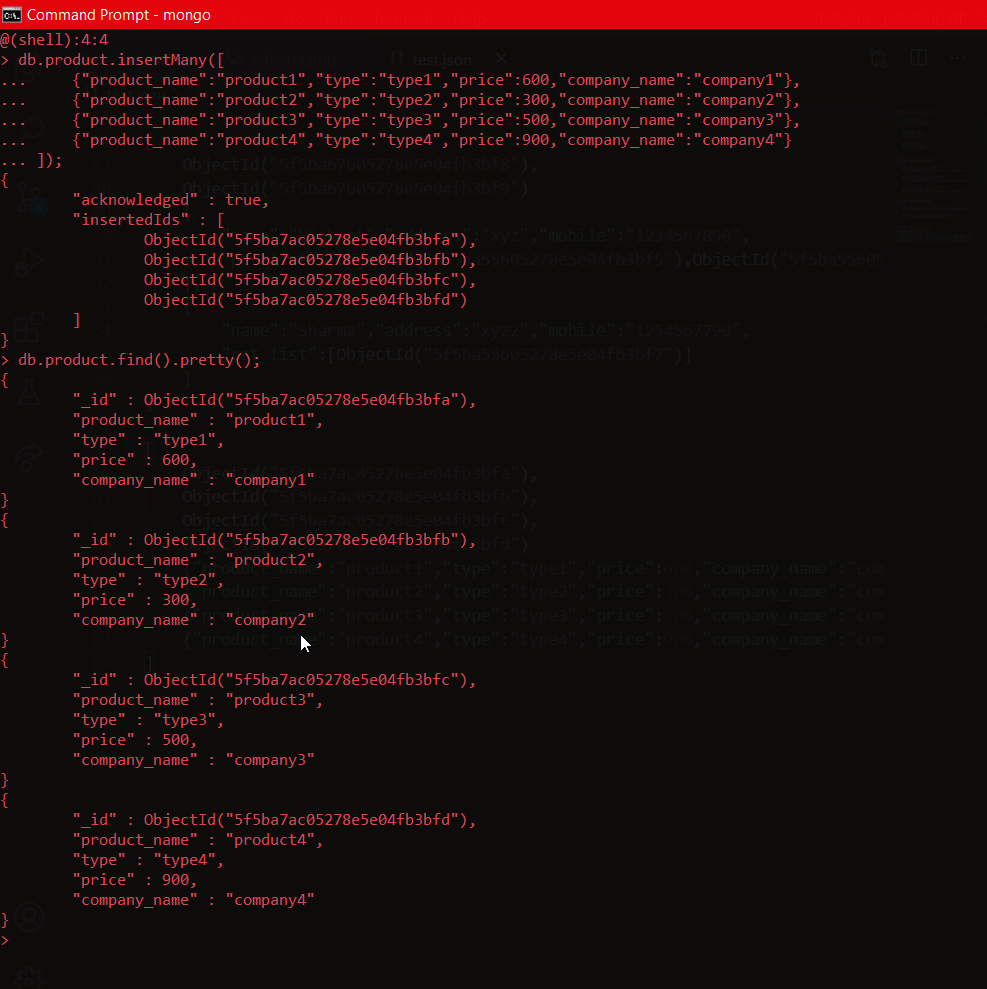 Command Prompt - mongo
@(shell):4:4
> db.product.insertMany([
...     {"product_name":"product1","type":"type1","price":600,"company_name":"company1"},
...     {"product_name":"product2","type":"type2","price":300,"company_name":"company2"},
...     {"product_name":"product3","type":"type3","price":500,"company_name":"company3"},
...     {"product_name":"product4","type":"type4","price":900,"company_name":"company4"}
... ]);
{
        "acknowledged" : true,
        "insertedIds" : [
                ObjectId("5f5ba7ac05278e5e04fb3bfa"),
                ObjectId("5f5ba7ac05278e5e04fb3bfb"),
                ObjectId("5f5ba7ac05278e5e04fb3bfc"),
                ObjectId("5f5ba7ac05278e5e04fb3bfd")
        ]
}
> db.product.find().pretty();
{
        "_id" : ObjectId("5f5ba7ac05278e5e04fb3bfa"),
        "product_name" : "product1",
        "type" : "type1",
        "price" : 600,
        "company_name" : "company1"
}
{
        "_id" : ObjectId("5f5ba7ac05278e5e04fb3bfb"),
        "product_name" : "product2",
        "type" : "type2",
        "price" : 300,
        "company_name" : "company2"
}
{
        "_id" : ObjectId("5f5ba7ac05278e5e04fb3bfc"),
        "product_name" : "product3",
        "type" : "type3",
        "price" : 500,
        "company_name" : "company3"
}
{
        "_id" : ObjectId("5f5ba7ac05278e5e04fb3bfd"),
        "product_name" : "product4",
        "type" : "type4",
        "price" : 900,
        "company_name" : "company4"
}
>